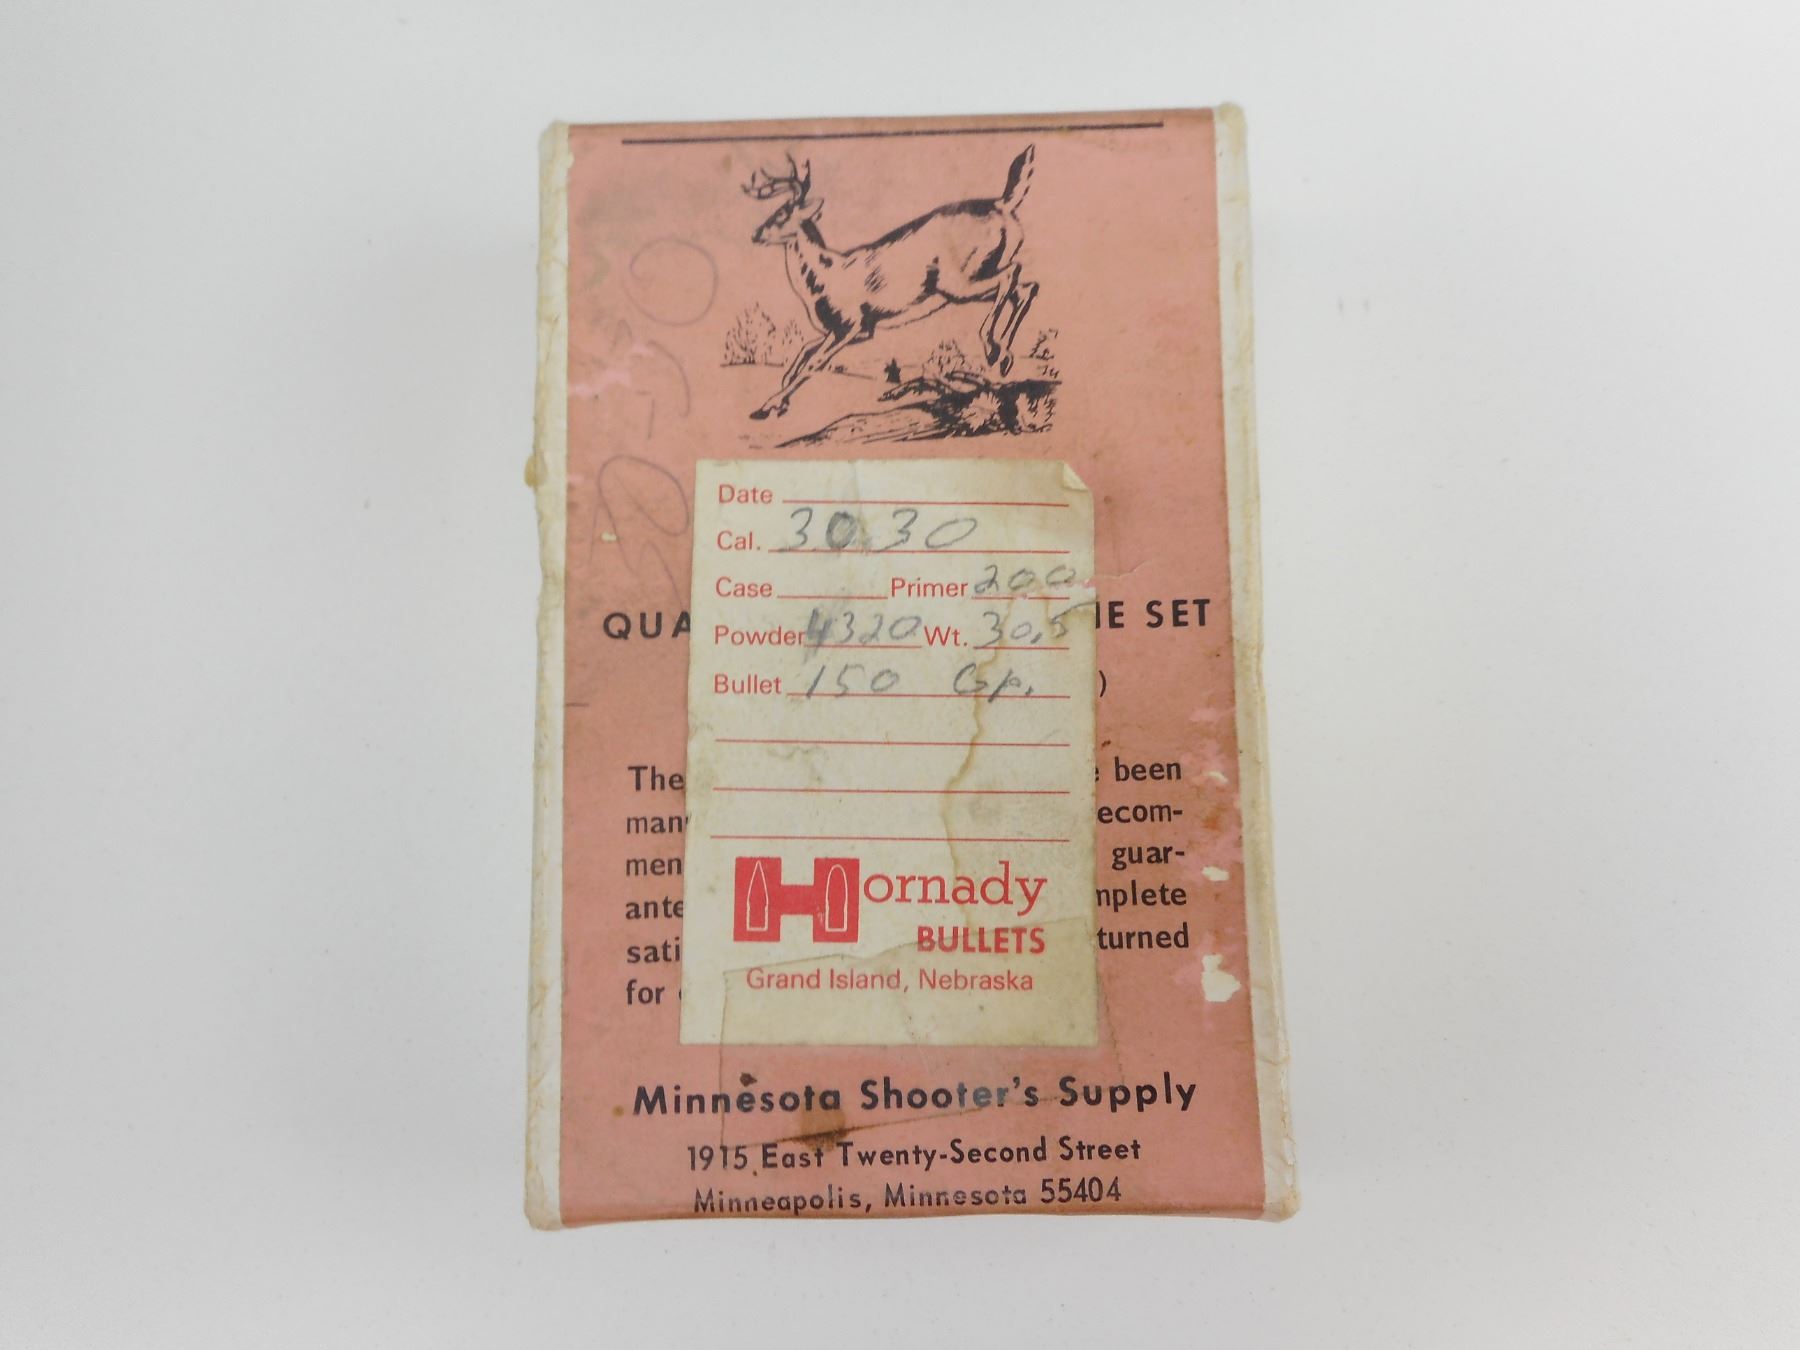 30-30
Date
Cal. 30.30
Case Primer 200
Powder 4320 Wt. 30.5
Bullet 150 Gr.
Hornady
BULLETS
Grand Island, Nebraska
QUA IE SET
)
The been
man ecom-
men guar-
ante mplete
sati turned
for
Minnesota Shooter's Supply
1915 East Twenty-Second Street
Minneapolis, Minnesota 55404